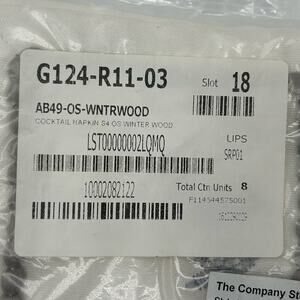 G124-R11-03 Slot 18
AB49-OS-WNTRWOOD
COCKTAIL NAPKIN S4 OS WINTER WOOD
LST00000002LQMQ LIPS
SRP01
10002082122 Total Ctn Units 8
F114544575001
The Company St